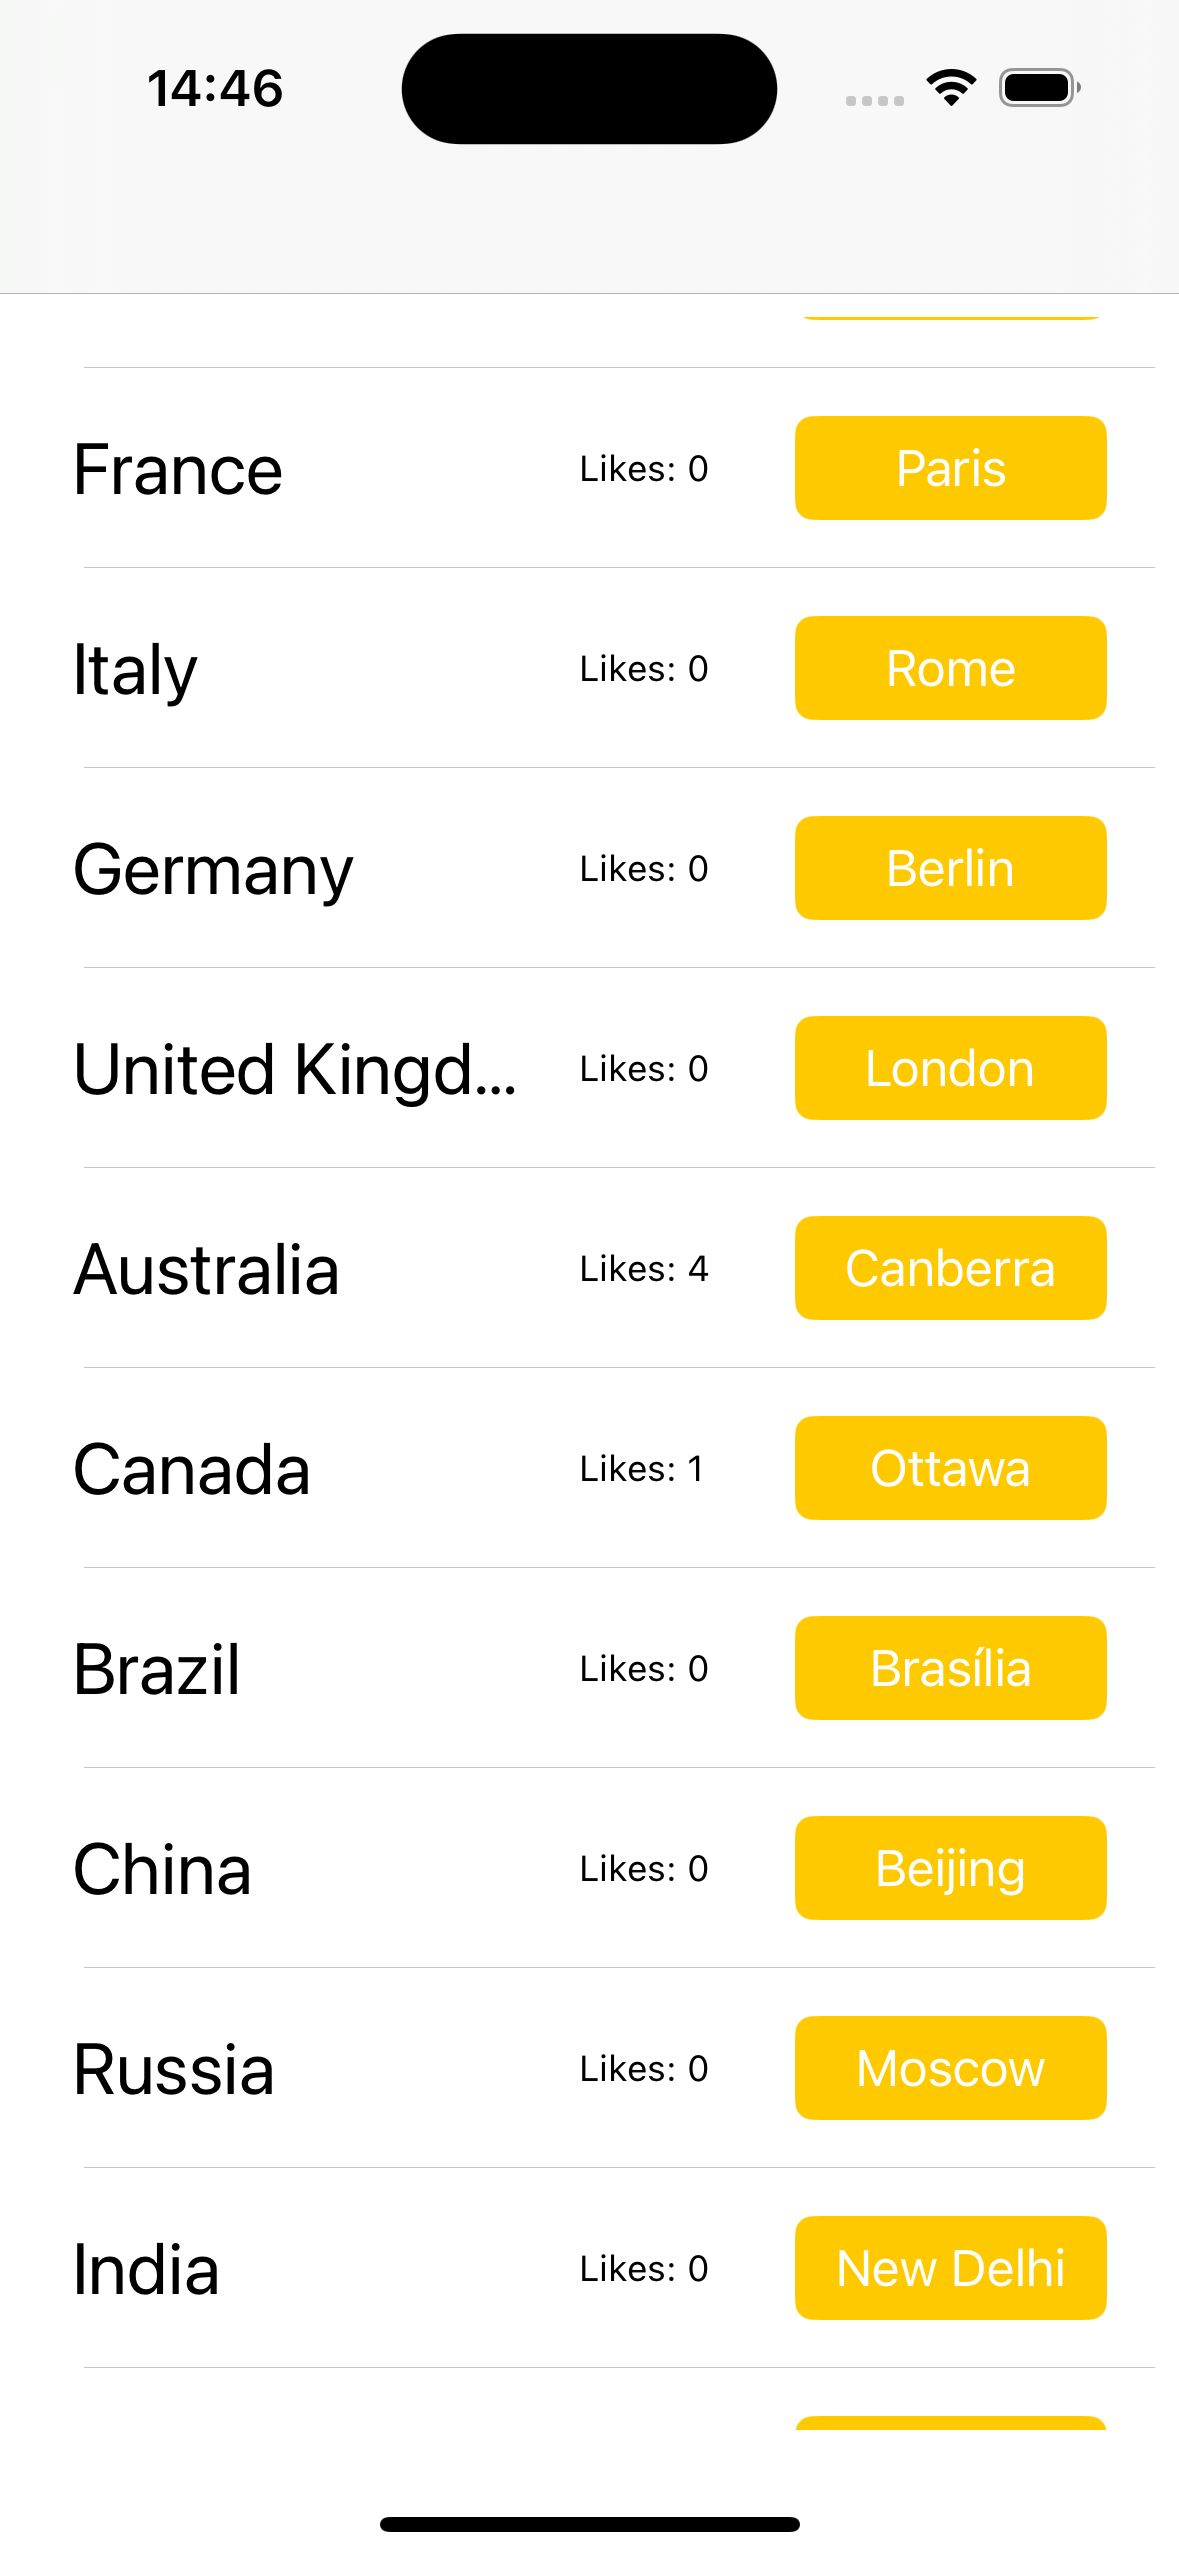 14:46
France Likes: 0 Paris
Italy Likes: 0 Rome
Germany Likes: 0 Berlin
United Kingd... Likes: 0 London
Australia Likes: 4 Canberra
Canada Likes: 1 Ottawa
Brazil Likes: 0 Brasília
China Likes: 0 Beijing
Russia Likes: 0 Moscow
India Likes: 0 New Delhi